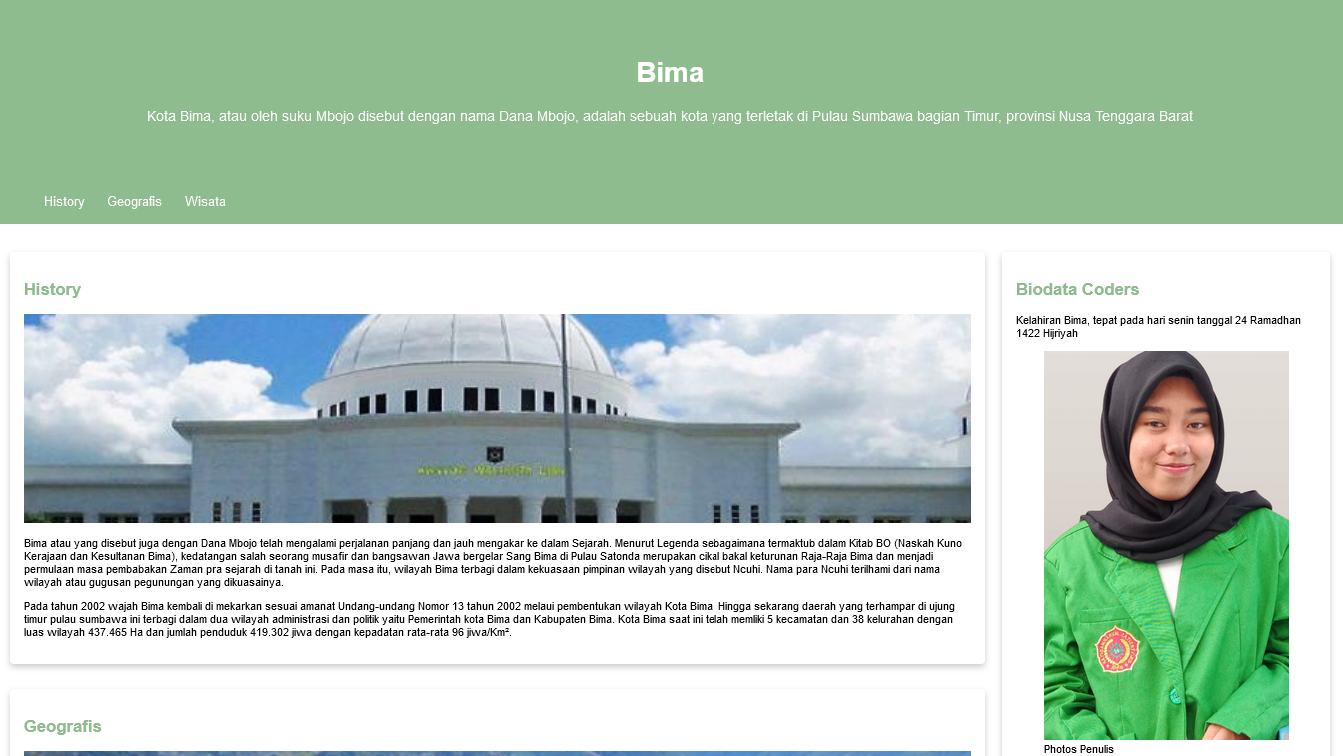 Bima
Kota Bima, atau oleh suku Mbojo disebut dengan nama Dana Mbojo, adalah sebuah kota yang terletak di Pulau Sumbawa bagian Timur, provinsi Nusa Tenggara Barat
History Geografis Wisata
History
Bima atau yang disebut juga dengan Dana Mbojo telah mengalami perjalanan panjang dan jauh mengakar ke dalam Sejarah. Menurut Legenda sebagaimana termaktub dalam Kitab BO (Naskah Kuno
Kerajaan dan Kesultanan Bima), kedatangan salah seorang musafir dan bangsawan Jawa bergelar Sang Bima di Pulau Satonda merupakan cikal bakal keturunan Raja-Raja Bima dan menjadi
permulaan masa pembabakan Zaman pra sejarah di tanah ini. Pada masa itu, wilayah Bima terbagi dalam kekuasaan pimpinan wilayah yang disebut Ncuhi. Nama para Ncuhi terilhami dari nama
wilayah atau gugusan pegunungan yang dikuasainya.
Pada tahun 2002 wajah Bima kembali di mekarkan sesuai amanat Undang-undang Nomor 13 tahun 2002 melaui pembentukan wilayah Kota Bima Hingga sekarang daerah yang terhampar di ujung
timur pulau sumbawa ini terbagi dalam dua wilayah administrasi dan politik yaitu Pemerintah kota Bima dan Kabupaten Bima. Kota Bima saat ini telah memliki 5 kecamatan dan 38 kelurahan dengan
luas wilayah 437.465 Ha dan jumlah penduduk 419.302 jiwa dengan kepadatan rata-rata 96 jiwa/Km².
Geografis
Biodata Coders
Kelahiran Bima, tepat pada hari senin tanggal 24 Ramadhan
1422 Hijriyah
Photos Penulis